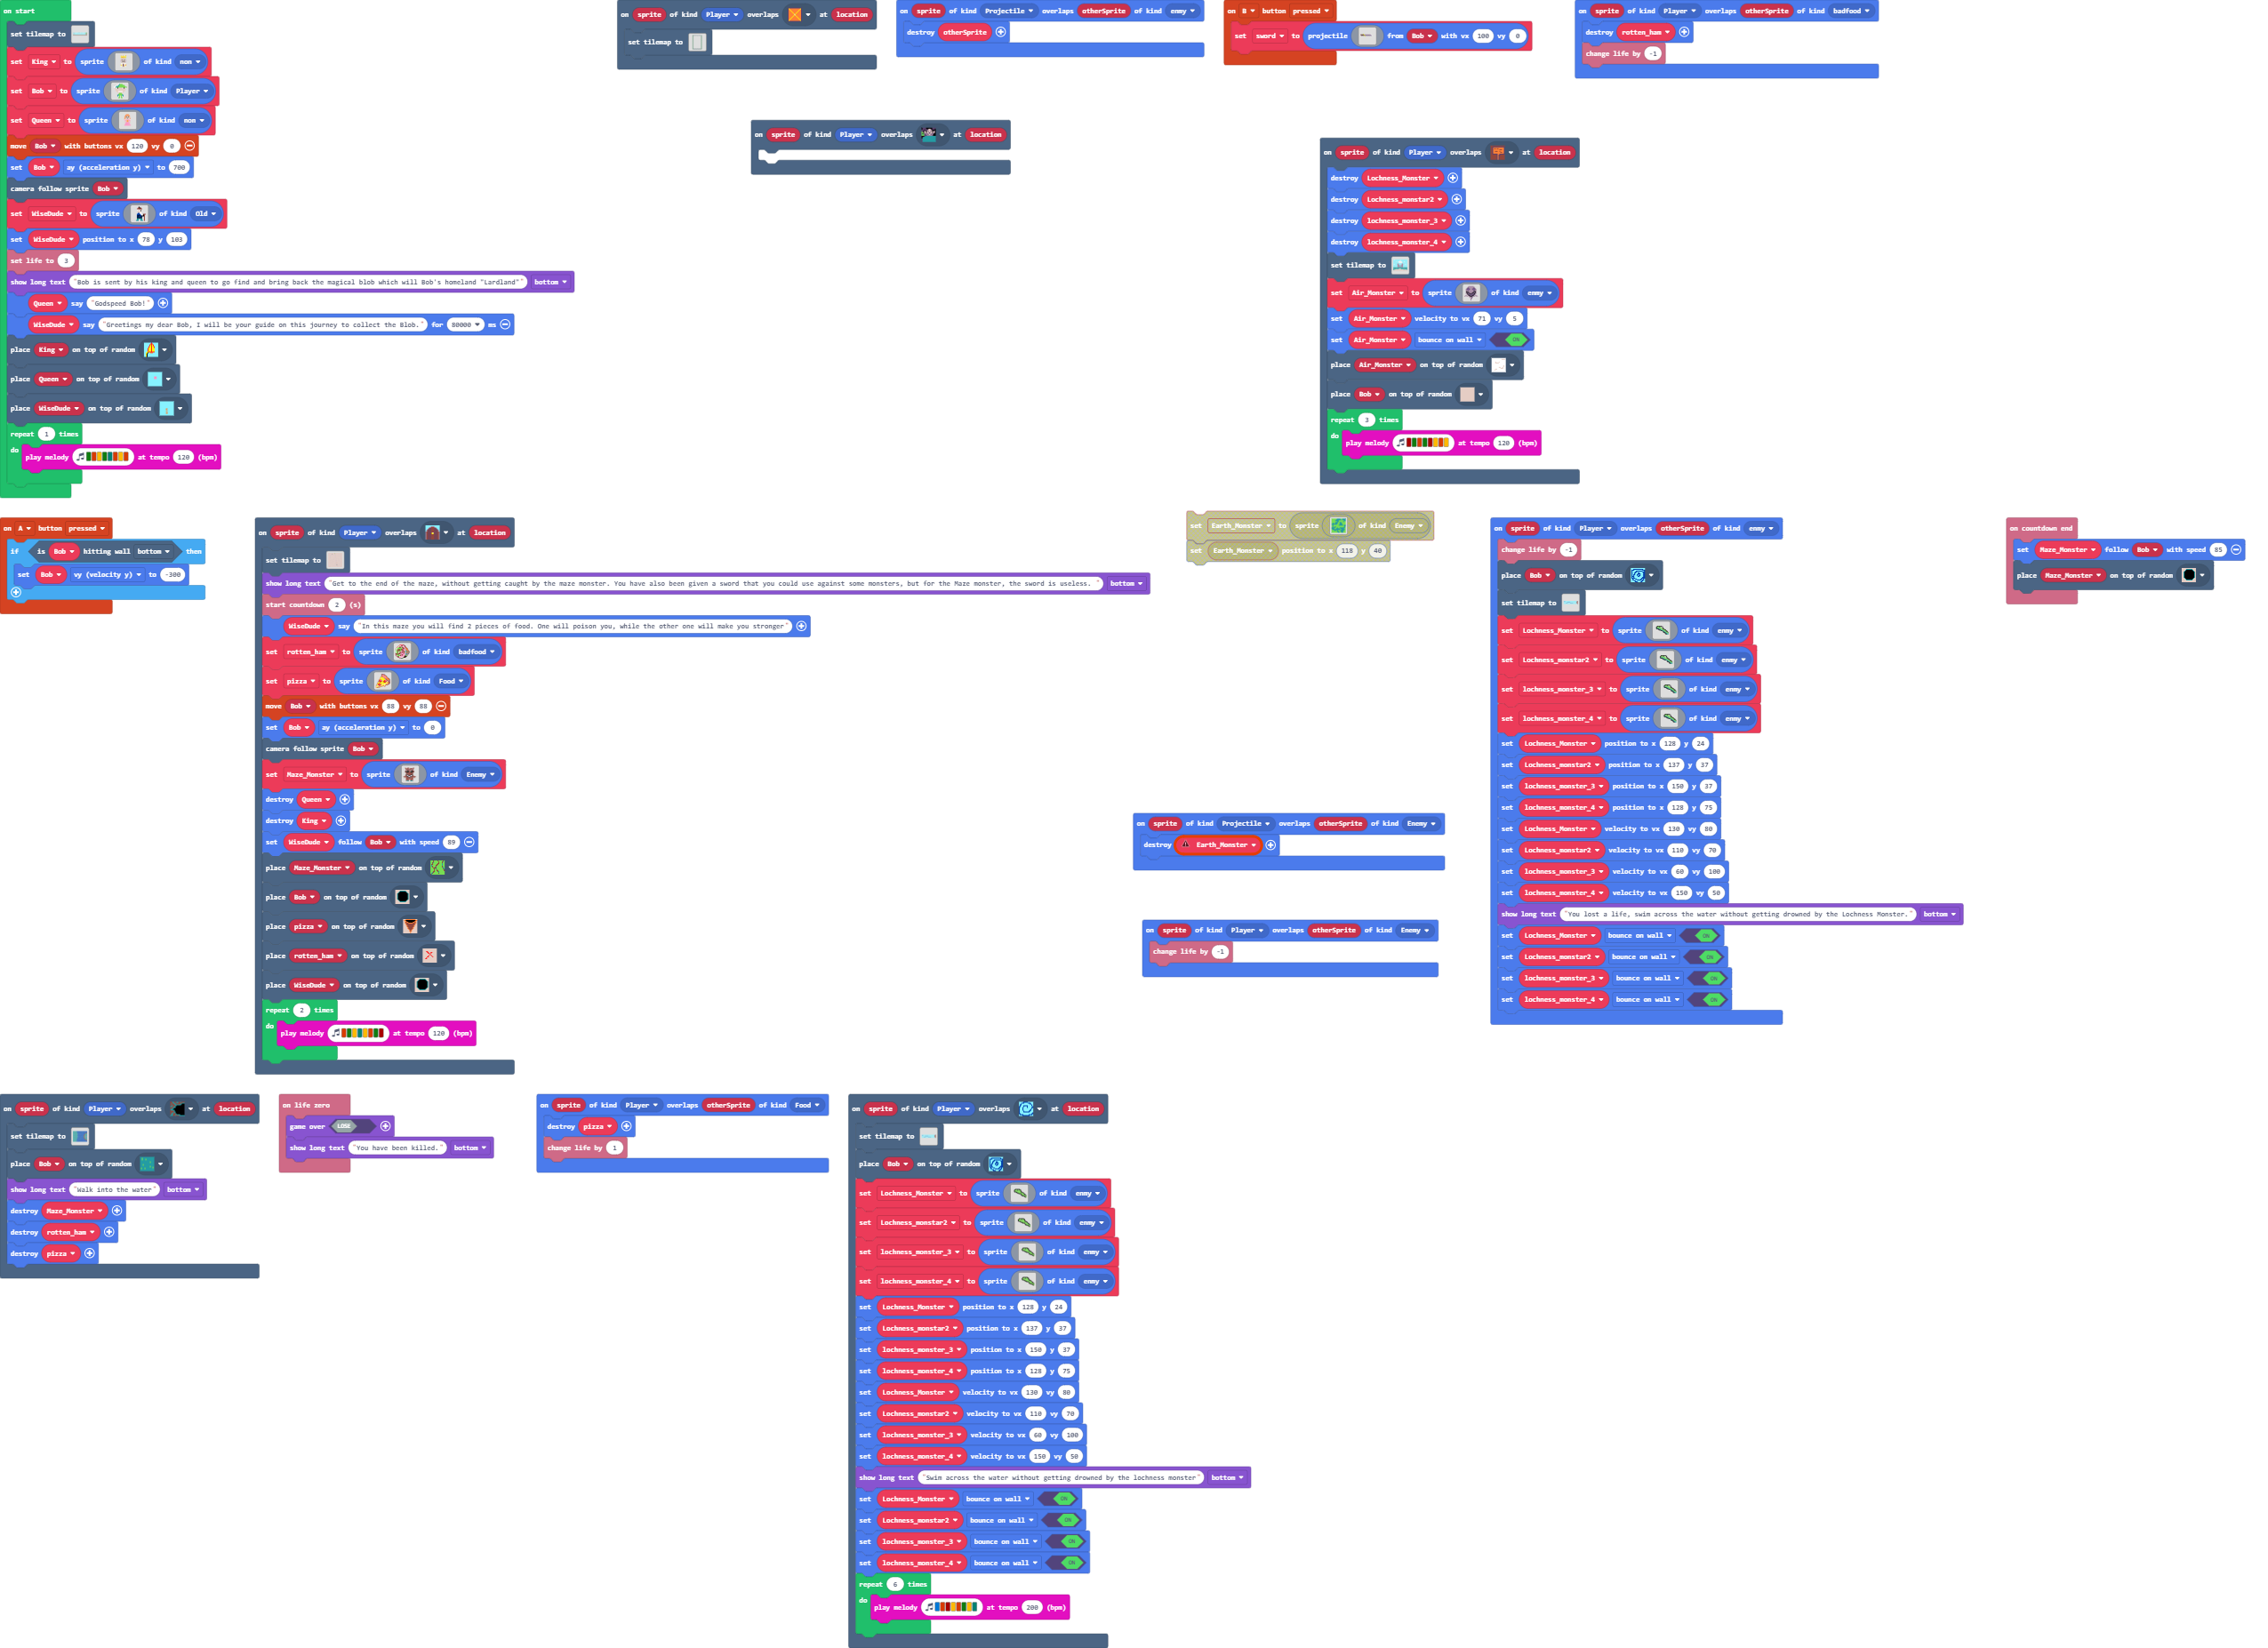 on start
set tilemap to
set King to sprite of kind non
set Bob to sprite of kind Player
set Queen to sprite of kind non
move Bob with buttons vx 120 vy 0
set Bob ay (acceleration y) to 700
camera follow sprite Bob
set WiseDude to sprite of kind Old
set WiseDude position to x 78 y 103
set life to 3
show long text "Bob is sent by his king and queen to go find and bring back the magical blob which will Bob's homeland "Lardland"" bottom
Queen say "Godspeed Bob!"
WiseDude say "Greetings my dear Bob, I will be your guide on this journey to collect the Blob." for 80000 ms
place King on top of random
place Queen on top of random
place WiseDude on top of random
repeat 1 times
do play melody at tempo 120 (bpm)
on sprite of kind Player overlaps at location
set tilemap to
on sprite of kind Projectile overlaps otherSprite of kind enmy
destroy otherSprite
on B button pressed
set sword to projectile from Bob with vx 100 vy 0
on sprite of kind Player overlaps otherSprite of kind badfood
destroy rotten_ham
change life by -1
on sprite of kind Player overlaps at location
on sprite of kind Player overlaps at location
destroy Lochness_Monster
destroy Lochness_monstar2
destroy lochness_monster_3
destroy lochness_monster_4
set tilemap to
set Air_Monster to sprite of kind enmy
set Air_Monster velocity to vx 71 vy 5
set Air_Monster bounce on wall ON
place Air_Monster on top of random
place Bob on top of random
repeat 3 times
do play melody at tempo 120 (bpm)
on A button pressed
if is Bob hitting wall bottom then
set Bob vy (velocity y) to -300
on sprite of kind Player overlaps at location
set tilemap to
show long text "Get to the end of the maze, without getting caught by the maze monster. You have also been given a sword that you could use against some monsters, but for the Maze monster, the sword is useless. " bottom
start countdown 2 (s)
WiseDude say "In this maze you will find 2 pieces of food. One will poison you, while the other one will make you stronger"
set rotten_ham to sprite of kind badfood
set pizza to sprite of kind Food
move Bob with buttons vx 88 vy 88
set Bob ay (acceleration y) to 0
camera follow sprite Bob
set Maze_Monster to sprite of kind Enemy
destroy Queen
destroy King
set WiseDude follow Bob with speed 89
place Maze_Monster on top of random
place Bob on top of random
place pizza on top of random
place rotten_ham on top of random
place WiseDude on top of random
repeat 2 times
do play melody at tempo 120 (bpm)
set Earth_Monster to sprite of kind Enemy
set Earth_Monster position to x 118 y 40
on sprite of kind Projectile overlaps otherSprite of kind Enemy
destroy Earth_Monster
on sprite of kind Player overlaps otherSprite of kind Enemy
change life by -1
on sprite of kind Player overlaps otherSprite of kind enmy
change life by -1
place Bob on top of random
set tilemap to
set Lochness_Monster to sprite of kind enmy
set Lochness_monstar2 to sprite of kind enmy
set lochness_monster_3 to sprite of kind enmy
set lochness_monster_4 to sprite of kind enmy
set Lochness_Monster position to x 128 y 24
set Lochness_monstar2 position to x 137 y 37
set lochness_monster_3 position to x 150 y 37
set lochness_monster_4 position to x 128 y 75
set Lochness_Monster velocity to vx 130 vy 80
set Lochness_monstar2 velocity to vx 110 vy 70
set lochness_monster_3 velocity to vx 60 vy 100
set lochness_monster_4 velocity to vx 150 vy 50
show long text "You lost a life, swim across the water without getting drowned by the Lochness Monster." bottom
set Lochness_Monster bounce on wall ON
set Lochness_monstar2 bounce on wall ON
set lochness_monster_3 bounce on wall ON
set lochness_monster_4 bounce on wall ON
on countdown end
set Maze_Monster follow Bob with speed 85
place Maze_Monster on top of random
on sprite of kind Player overlaps at location
set tilemap to
place Bob on top of random
show long text "Walk into the water" bottom
destroy Maze_Monster
destroy rotten_ham
destroy pizza
on life zero
game over LOSE
show long text "You have been killed." bottom
on sprite of kind Player overlaps otherSprite of kind Food
destroy pizza
change life by 1
on sprite of kind Player overlaps at location
set tilemap to
place Bob on top of random
set Lochness_Monster to sprite of kind enmy
set Lochness_monstar2 to sprite of kind enmy
set lochness_monster_3 to sprite of kind enmy
set lochness_monster_4 to sprite of kind enmy
set Lochness_Monster position to x 128 y 24
set Lochness_monstar2 position to x 137 y 37
set lochness_monster_3 position to x 150 y 37
set lochness_monster_4 position to x 128 y 75
set Lochness_Monster velocity to vx 130 vy 80
set Lochness_monstar2 velocity to vx 110 vy 70
set lochness_monster_3 velocity to vx 60 vy 100
set lochness_monster_4 velocity to vx 150 vy 50
show long text "Swim across the water without getting drowned by the lochness monster" bottom
set Lochness_Monster bounce on wall ON
set Lochness_monstar2 bounce on wall ON
set lochness_monster_3 bounce on wall ON
set lochness_monster_4 bounce on wall ON
repeat 6 times
do play melody at tempo 200 (bpm)